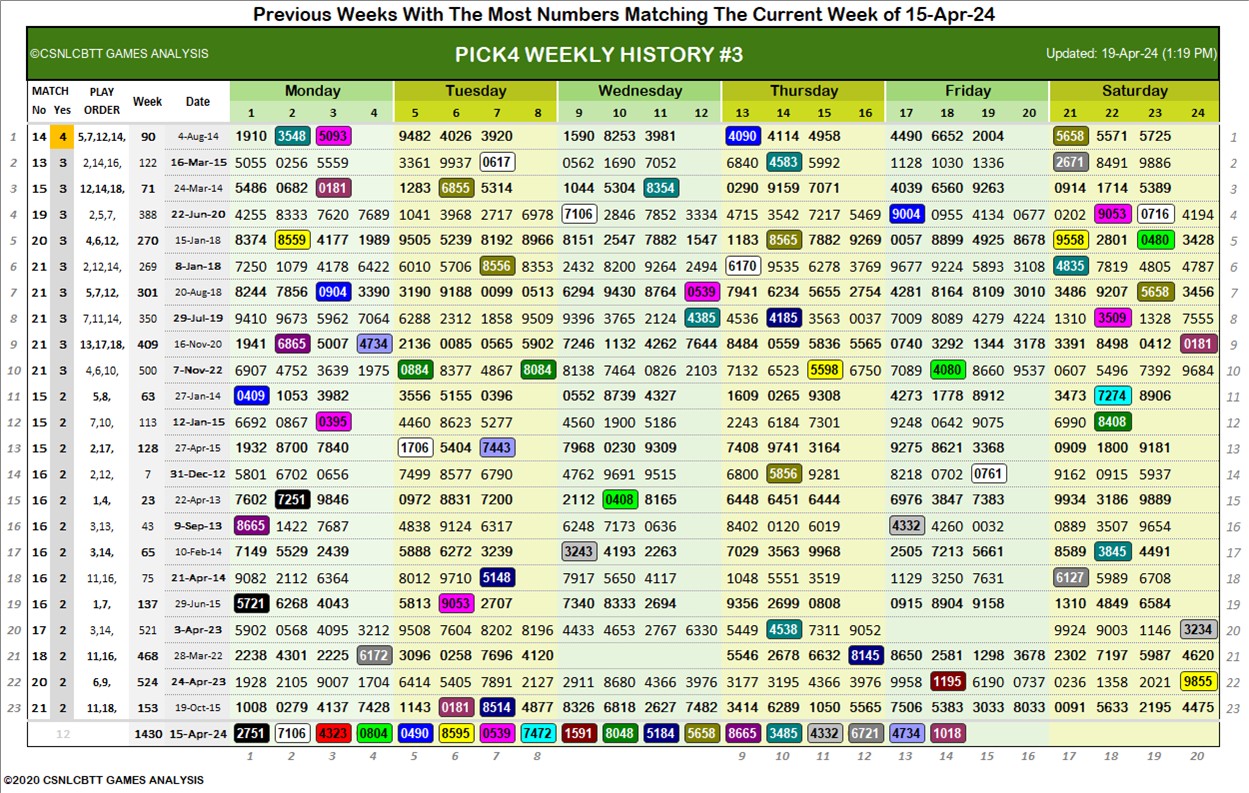 Previous Weeks With The Most Numbers Matching The Current Week of 15-Apr-24
©CSNLCBTT GAMES ANALYSIS PICK4 WEEKLY HISTORY #3 Updated: 19-Apr-24 (1:19 PM)
MATCH PLAY Week Date Monday Tuesday Wednesday Thursday Friday Saturday
No Yes ORDER 1 2 3 4 5 6 7 8 9 10 11 12 13 14 15 16 17 18 19 20 21 22 23 24
1 14 4 5,7,12,14, 90 4-Aug-14 1910 3548 5093 9482 4026 3920 1590 8253 3981 4090 4114 4958 4490 6652 2004 5658 5571 5725 1
2 13 3 2,14,16, 122 16-Mar-15 5055 0256 5559 3361 9937 0617 0562 1690 7052 6840 4583 5992 1128 1030 1336 2671 8491 9886 2
3 15 3 12,14,18, 71 24-Mar-14 5486 0682 0181 1283 6855 5314 1044 5304 8354 0290 9159 7071 4039 6560 9263 0914 1714 5389 3
4 19 3 2,5,7, 388 22-Jun-20 4255 8333 7620 7689 1041 3968 2717 6978 7106 2846 7852 3334 4715 3542 7217 5469 9004 0955 4134 0677 0202 9053 0716 4194 4
5 20 3 4,6,12, 270 15-Jan-18 8374 8559 4177 1989 9505 5239 8192 8966 8151 2547 7882 1547 1183 8565 7882 9269 0057 8899 4925 8678 9558 2801 0480 3428 5
6 21 3 2,12,14, 269 8-Jan-18 7250 1079 4178 6422 6010 5706 8556 8353 2432 8200 2264 2494 6170 9535 6278 3769 9677 9224 5893 3108 4835 7819 4805 4787 6
7 21 3 5,7,12, 301 20-Aug-18 8244 7856 0904 3390 3190 9188 0099 0513 6294 9430 8764 0539 7941 6234 5655 2754 4281 8164 8109 3010 3486 9207 5658 3456 7
8 21 3 7,11,14, 350 29-Jul-19 9410 9673 5962 7064 6288 2312 1858 9509 9396 3765 2124 4385 4536 4185 3563 0037 7009 8089 4279 4224 1310 3509 1328 7555 8
9 21 3 13,17,18, 409 16-Nov-20 1941 6865 5007 4734 2136 0085 0565 5902 7246 1132 4262 7644 8484 0559 5836 5565 0740 3292 1344 3178 3391 8498 0412 0181 9
10 21 3 4,6,10, 500 7-Nov-22 6907 4752 3639 1975 0884 8377 4867 8084 8138 7464 0826 2103 7132 6523 5598 6750 7089 4080 8660 9537 0607 5496 7392 9684 10
11 15 2 5,8, 63 27-Jan-14 0409 1053 3982 3556 5155 0396 0552 8739 4327 1609 0265 9308 4273 1778 8912 3473 7274 8906 11
12 15 2 7,10, 113 12-Jan-15 6692 0867 0395 4460 8623 5277 4560 1900 5186 2243 6184 7301 9248 0642 9075 6990 8408 12
13 15 2 2,17, 128 27-Apr-15 1932 8700 7840 1706 5404 7443 7968 0230 9309 7408 9741 3164 9275 8621 3368 0909 1800 9181 13
14 16 2 2,12, 7 31-Dec-12 5801 6702 0656 7499 8577 6790 4762 9691 9515 6800 5856 9281 8218 0702 0761 9162 0915 5937 14
15 16 2 1,4, 23 22-Apr-13 7602 7251 9846 0972 8831 7200 2112 0408 8165 6448 6451 6444 6976 3847 7383 9934 3186 9889 15
16 16 2 3,13, 43 9-Sep-13 8665 1422 7687 4838 9124 6317 6248 7173 0636 8402 0120 6019 4332 4260 0032 0889 3507 9654 16
17 16 2 3,14, 65 10-Feb-14 7149 5529 2439 5888 6272 3239 3243 4193 2263 7029 3563 9968 2505 7213 5661 8589 3845 4491 17
18 16 2 11,16, 75 21-Apr-14 9082 2112 6364 8012 9710 5148 7917 5650 4117 1048 5551 3519 1129 3250 7631 6127 5989 6708 18
19 16 2 1,7, 137 29-Jun-15 5721 6268 4043 5813 9053 2707 7340 8333 2694 9356 2699 0808 0915 8904 9158 1310 4849 6584 19
20 17 2 3,14, 521 3-Apr-23 5902 0568 4095 3212 9508 7604 8202 8196 4433 4653 2767 6330 5449 4538 7311 9052 9924 9003 1146 3234 20
21 18 2 11,16, 468 28-Mar-22 2238 4301 2225 6172 3096 0258 7696 4120 5546 2678 6632 8145 8650 2581 1298 3678 2302 7197 5987 4620 21
22 20 2 6,9, 524 24-Apr-23 1928 2105 9007 1704 6414 5405 7891 2127 2911 8680 4366 3976 3177 3195 4366 3976 9958 1195 6190 0737 0236 1358 2021 9855 22
23 21 2 11,18, 153 19-Oct-15 1008 0279 4137 7428 1143 0181 8514 4877 8326 6818 2627 7482 3414 6289 1050 5565 7506 5383 3033 8033 0091 5633 2195 4475 23
12 1430 15-Apr-24 2751 7106 4323 0804 0490 8595 0539 7472 1591 8048 5184 5658 8665 3485 4332 6721 4734 1018
1 2 3 4 5 6 7 8 9 10 11 12 13 14 15 16 17 18 19 20
©2020 CSNLCBTT GAMES ANALYSIS